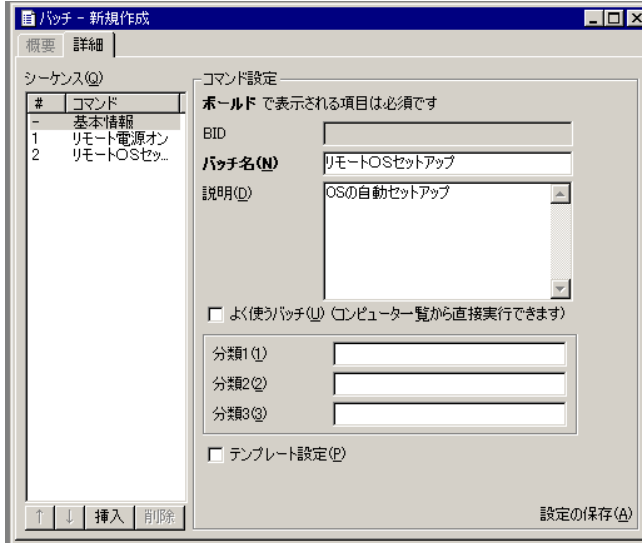 バッチ - 新規作成
概要 詳細
シーケンス(Q)
# コマンド
- 基本情報
1 リモート電源オン
2 リモートOSセッ...
↑ ↓ 挿入 削除
コマンド設定
ボールド で表示される項目は必須です
BID
バッチ名(N) リモートOSセットアップ
説明(D) OSの自動セットアップ
よく使うバッチ(U) (コンピューター覧から直接実行できます)
分類1(1)
分類2(2)
分類3(3)
テンプレート設定(P)
設定の保存(A)